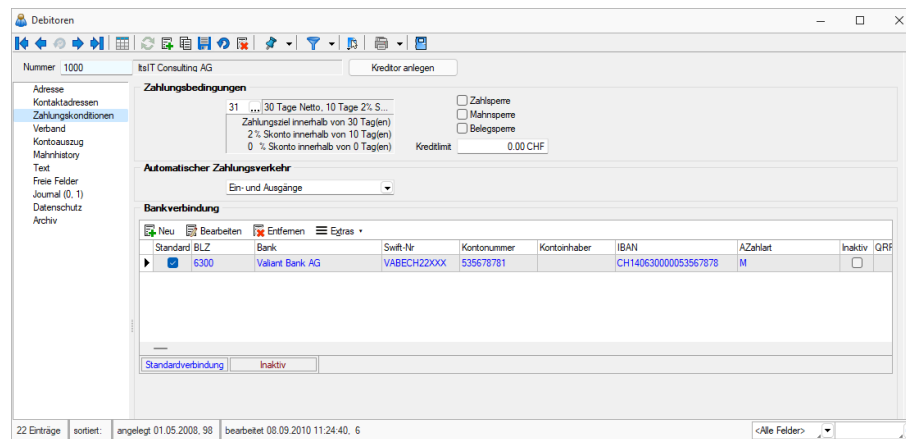 Debitoren
Nummer 1000 ItsIT Consulting AG Kreditor anlegen
Adresse
Kontaktadressen
Zahlungskonditionen
Verband
Kontoauszug
Mahnhistory
Text
Freie Felder
Journal (0, 1)
Datenschutz
Archiv
Zahlungsbedingungen
31 ... 30 Tage Netto, 10 Tage 2% S...
Zahlungsziel innerhalb von 30 Tag(en)
2 % Skonto innerhalb von 10 Tag(en)
0 % Skonto innerhalb von 0 Tag(en)
Zahlsperre
Mahnsperre
Belegsperre
Kreditlimit 0.00 CHF
Automatischer Zahlungsverkehr
Ein- und Ausgänge
Bankverbindung
Neu Bearbeiten Entfernen Extras
Standard BLZ Bank Swift-Nr Kontonummer Kontoinhaber IBAN AZahlart Inaktiv QRR
6300 Valiant Bank AG VABECH22XXX 535678781 CH140630000053567878 M
Standardverbindung Inaktiv
22 Einträge sortiert: angelegt 01.05.2008, 98 bearbeitet 08.09.2010 11:24:40, 6 <Alle Felder>